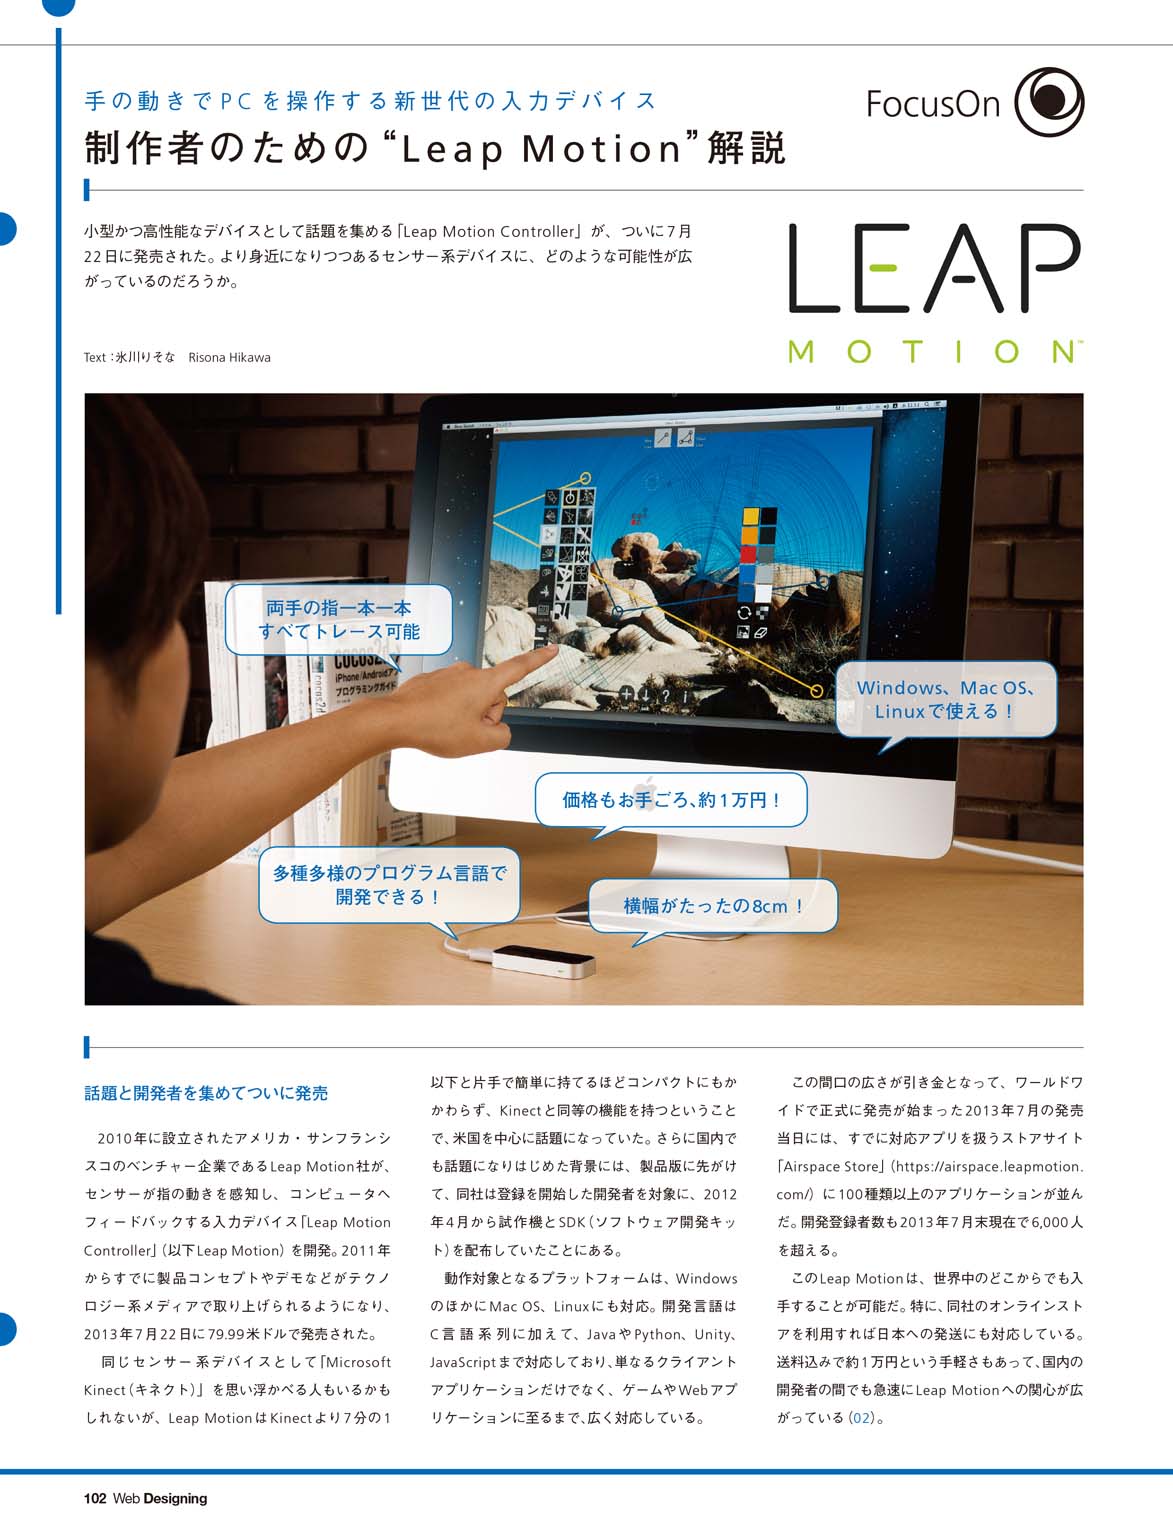 手の動きでPCを操作する新世代の入力デバイス
制作者のための“Leap Motion”解説
FocusOn
小型かつ高性能なデバイスとして話題を集める「Leap Motion Controller」が、ついに7月
22日に発売された。より身近になりつつあるセンサー系デバイスに、どのような可能性が広
がっているのだろうか。
Text：氷川りそな　Risona Hikawa
LEAP
MOTION™
両手の指一本一本
すべてトレース可能
cocos2d
iPhone/Androidア
プログラミングガイド
Windows、Mac OS、
Linuxで使える！
価格もお手ごろ、約1万円！
多種多様のプログラム言語で
開発できる！
横幅がたったの8cm！
話題と開発者を集めてついに発売
2010年に設立されたアメリカ・サンフランシ
スコのベンチャー企業であるLeap Motion社が、
センサーが指の動きを感知し、コンピュータへ
フィードバックする入力デバイス「Leap Motion
Controller」（以下Leap Motion）を開発。2011年
からすでに製品コンセプトやデモなどがテクノ
ロジー系メディアで取り上げられるようになり、
2013年7月22日に79.99米ドルで発売された。
同じセンサー系デバイスとして「Microsoft
Kinect（キネクト）」を思い浮かべる人もいるかも
しれないが、Leap MotionはKinectより7分の1
以下と片手で簡単に持てるほどコンパクトにもか
かわらず、Kinectと同等の機能を持つということ
で、米国を中心に話題になっていた。さらに国内で
も話題になりはじめた背景には、製品版に先がけ
て、同社は登録を開始した開発者を対象に、2012
年4月から試作機とSDK（ソフトウェア開発キッ
ト）を配布していたことにある。
動作対象となるプラットフォームは、Windows
のほかにMac OS、Linuxにも対応。開発言語は
C言語系列に加えて、JavaやPython、Unity、
JavaScriptまで対応しており、単なるクライアント
アプリケーションだけでなく、ゲームやWebアプ
リケーションに至るまで、広く対応している。
この間口の広さが引き金となって、ワールドワ
イドで正式に発売が始まった2013年7月の発売
当日には、すでに対応アプリを扱うストアサイト
「Airspace Store」（https://airspace.leapmotion.
com/）に100種類以上のアプリケーションが並ん
だ。開発登録者数も2013年7月末現在で6,000人
を超える。
このLeap Motionは、世界中のどこからでも入
手することが可能だ。特に、同社のオンラインスト
アを利用すれば日本への発送にも対応している。
送料込みで約1万円という手軽さもあって、国内の
開発者の間でも急速にLeap Motionへの関心が広
がっている（02）。
102 Web Designing